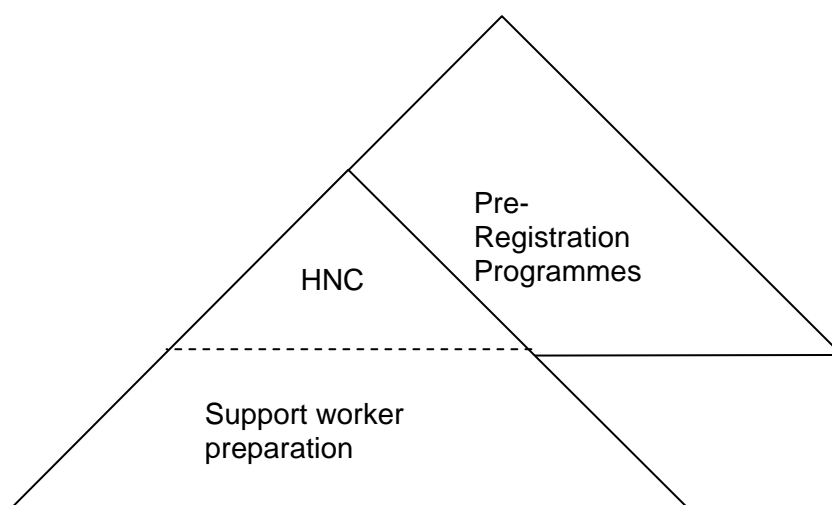 Pre-
Registration
Programmes
HNC
Support worker
preparation